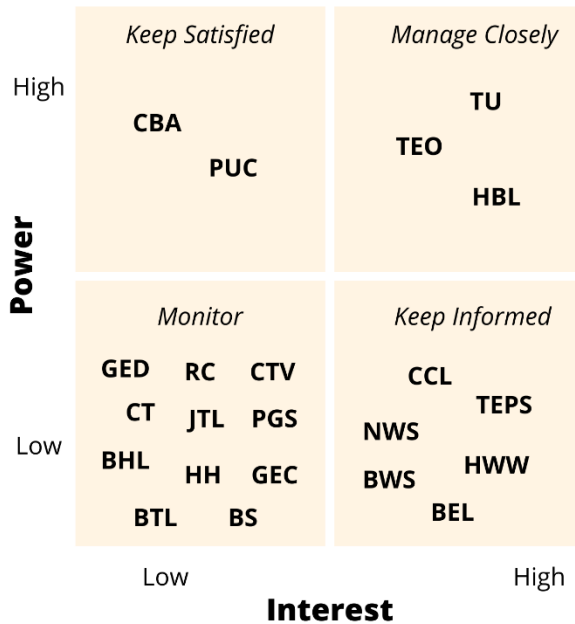 Keep Satisfied
Manage Closely
High
TU
CBA
TEO
PUC
HBL
Power
Monitor
Keep Informed
GED RC CTV
CCL
CT JTL PGS
TEPS
NWS
Low
BHL HH GEC
HWW
BWS
BTL BS
BEL
Low
High
Interest